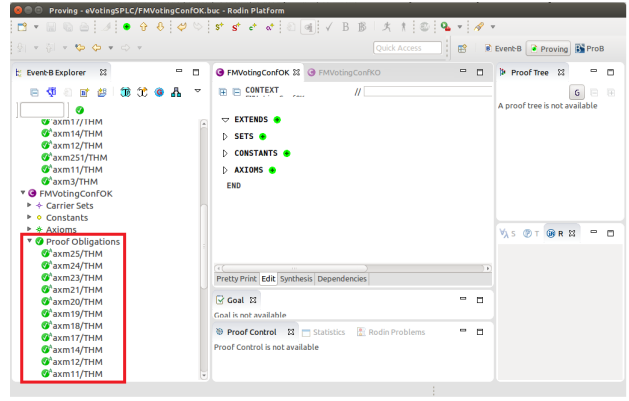 Proving - eVotingSPLC/FMVotingConfOK.buc - Rodin Platform
Quick Access
Event-B
Proving
ProB
Event-B Explorer
axm17/THM
axm14/THM
axm12/THM
axm251/THM
axm11/THM
axm3/THM
FMVotingConfOK
Carrier Sets
Constants
Axioms
Proof Obligations
axm25/THM
axm24/THM
axm23/THM
axm21/THM
axm20/THM
axm19/THM
axm18/THM
axm17/THM
axm14/THM
axm12/THM
axm11/THM
FMVotingConfOK
FMVotingConfKO
CONTEXT
//
EXTENDS
SETS
CONSTANTS
AXIOMS
END
Pretty Print Edit Synthesis Dependencies
Goal
Goal is not available
Proof Control Statistics Rodin Problems
Proof Control is not available
Proof Tree
G
A proof tree is not available
S T R